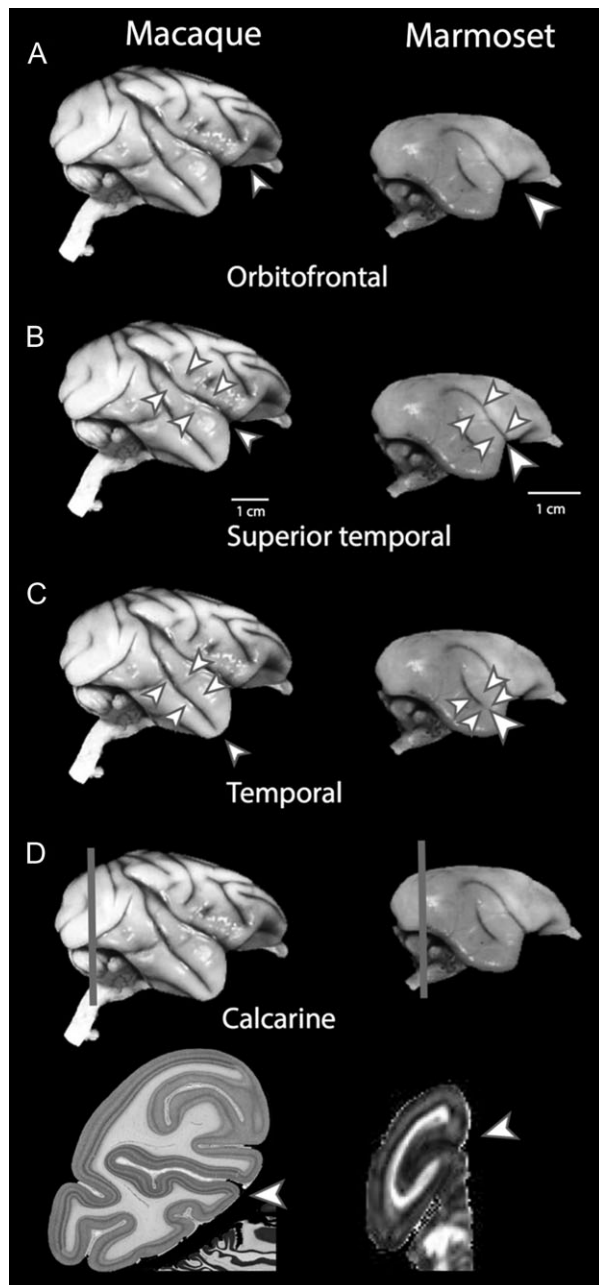 Macaque Marmoset
A
Orbitofrontal
B
1 cm 1 cm
Superior temporal
C
Temporal
D
Calcarine